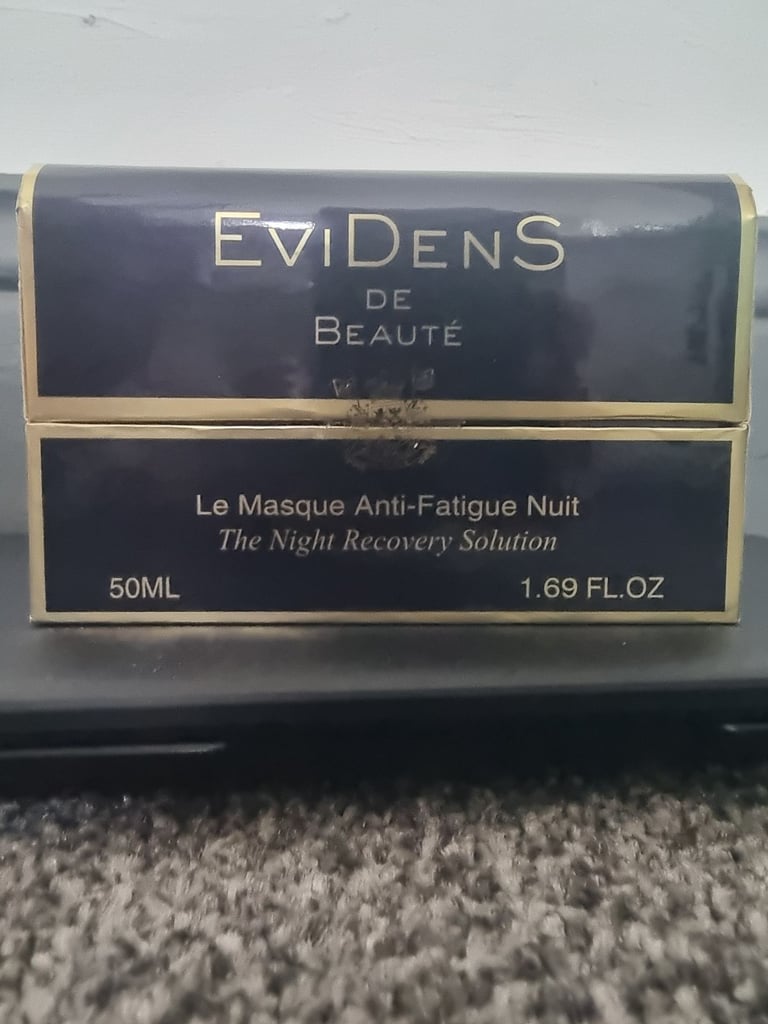 EviDenS
DE
BEAUTÉ
Le Masque Anti-Fatigue Nuit
The Night Recovery Solution
50ML 1.69 FL.OZ